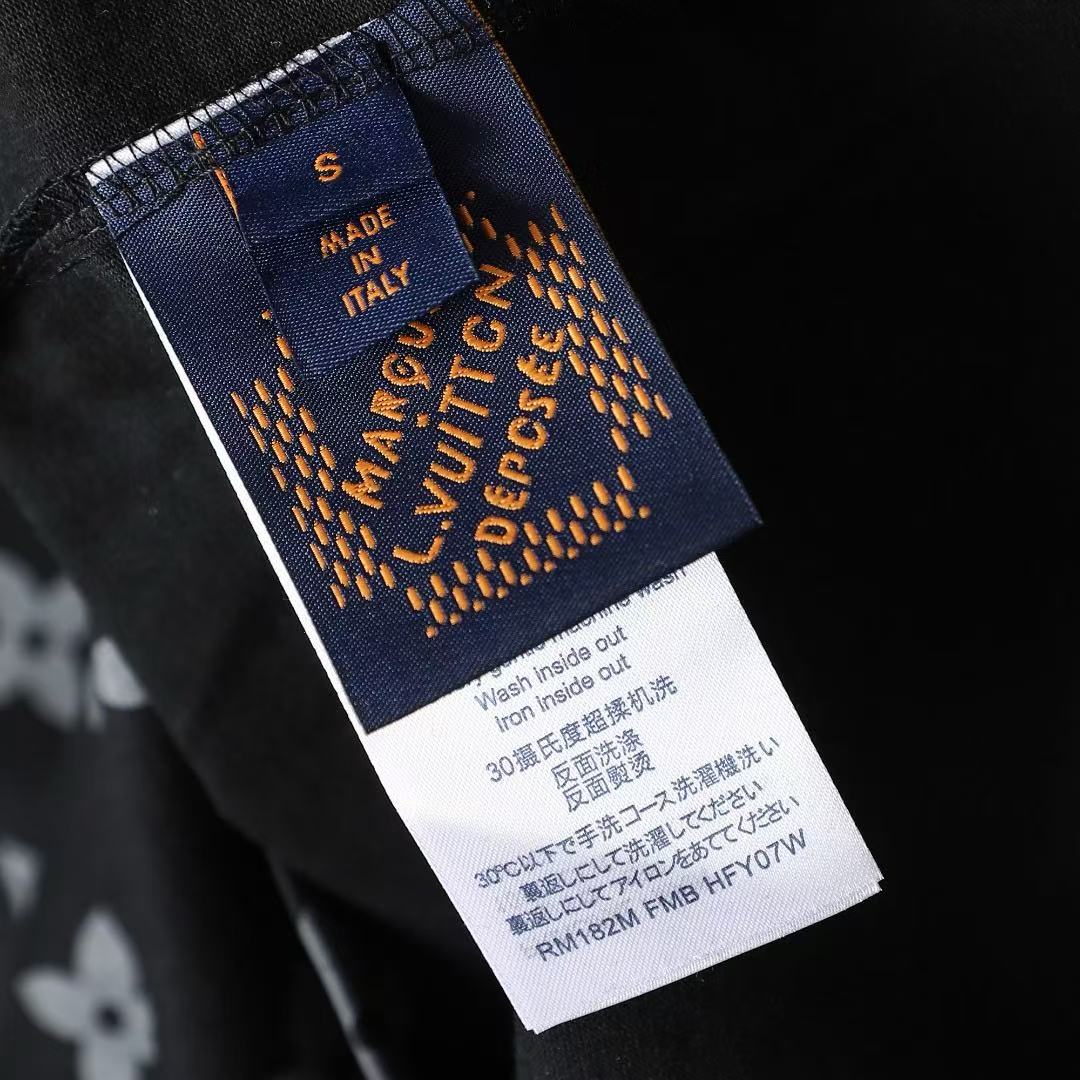 S
MADE
IN
ITALY
MARQU
L.VUITTON
DEPOSEE
machine wash
Wash inside out
Iron inside out
30摄氏度超揉机洗
反面洗涤
反面熨烫
30℃以下で手洗コース洗濯機洗い
裏返しにして洗濯してください
裏返しにしてアイロンをあててください
RM182M FMB HFY07W